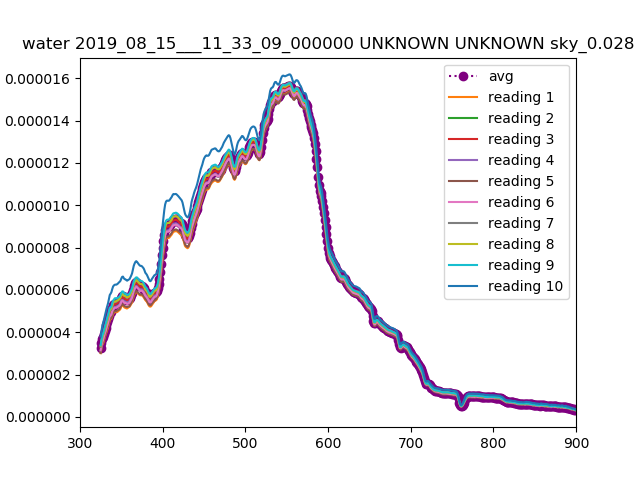 water 2019_08_15___11_33_09_000000 UNKNOWN UNKNOWN sky_0.028
0.000016
0.000014
0.000012
0.000010
0.000008
0.000006
0.000004
0.000002
0.000000
avg
reading 1
reading 2
reading 3
reading 4
reading 5
reading 6
reading 7
reading 8
reading 9
reading 10
300 400 500 600 700 800 900